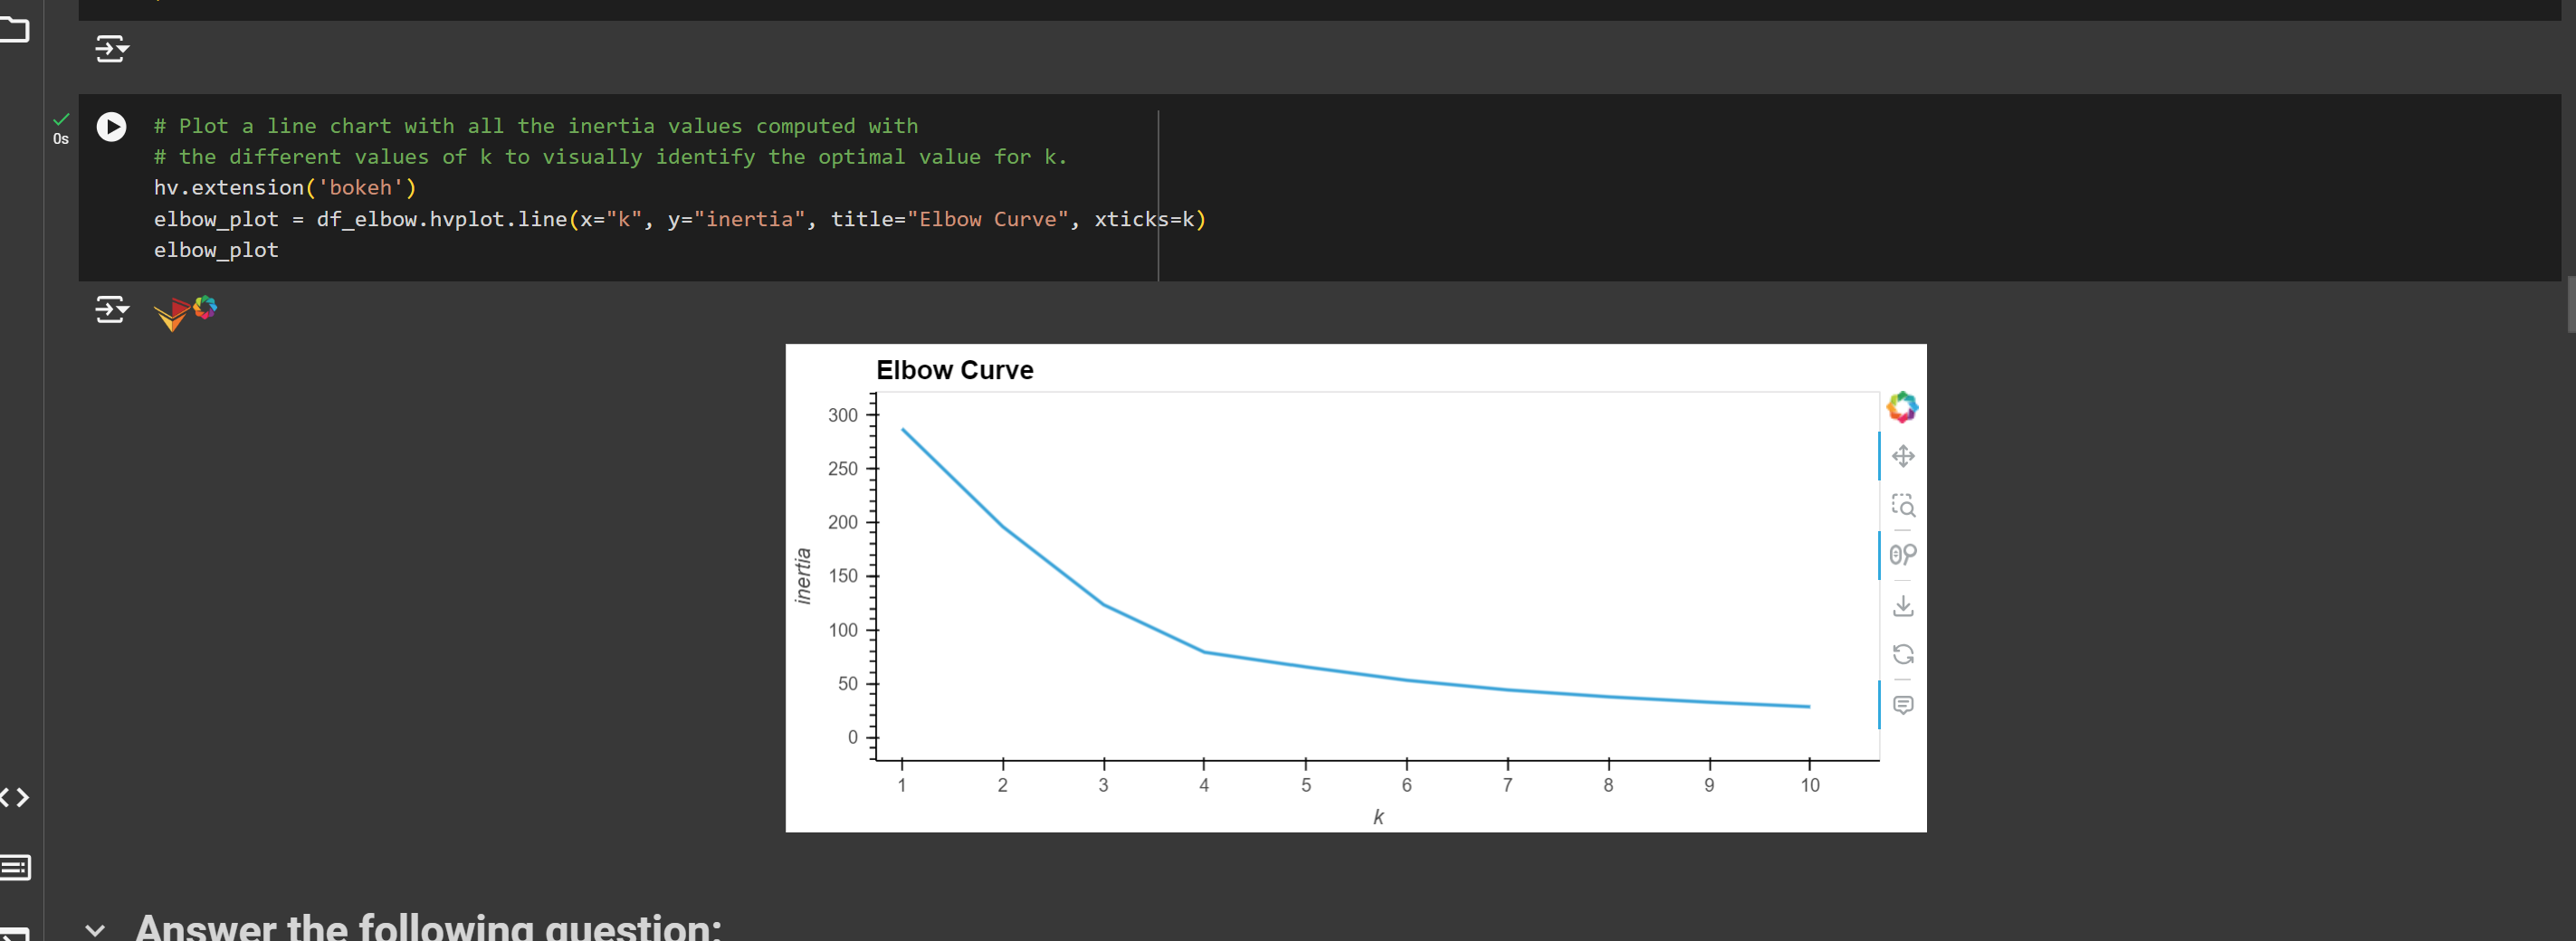 0s
# Plot a line chart with all the inertia values computed with
# the different values of k to visually identify the optimal value for k.
hv.extension('bokeh')
elbow_plot = df_elbow.hvplot.line(x="k", y="inertia", title="Elbow Curve", xticks=k)
elbow_plot
Elbow Curve
300
250
200
150
100
50
0
inertia
1 2 3 4 5 6 7 8 9 10
k
Answer the following question: